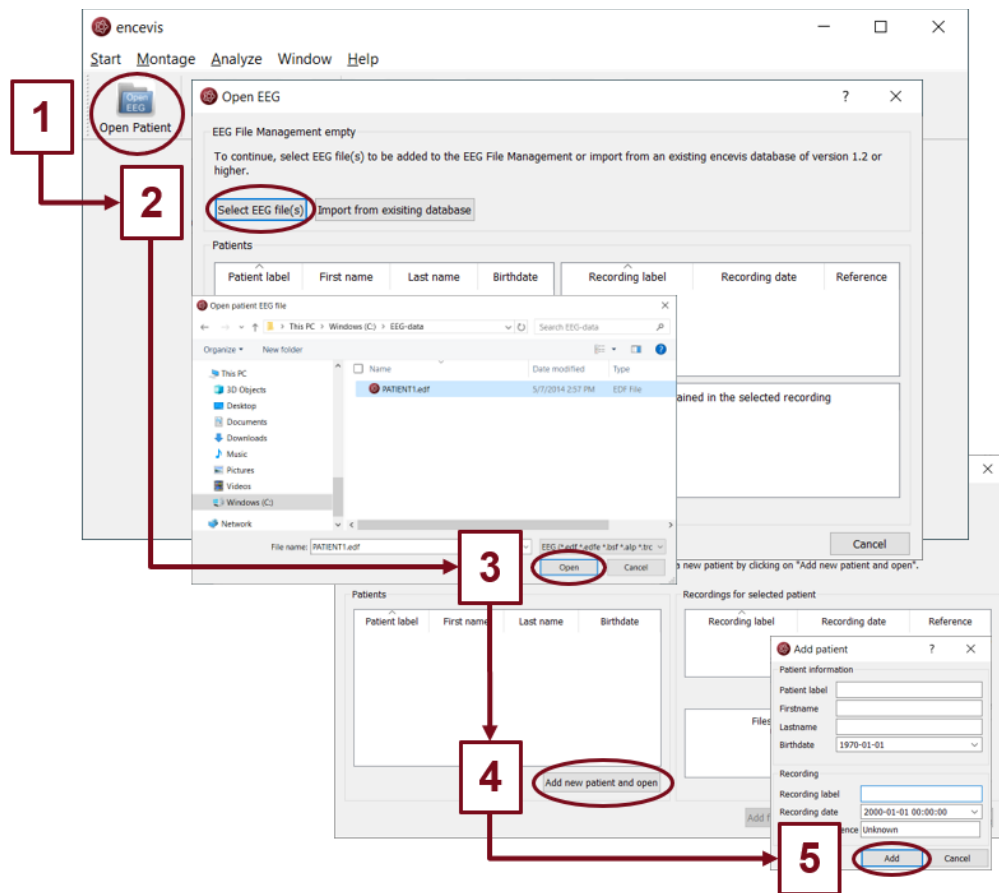 encevis
Start Montage Analyze Window Help
Open
EEG
Open Patient
1
Open EEG
?
EEG File Management empty
To continue, select EEG file(s) to be added to the EEG File Management or import from an existing encevis database of version 1.2 or
higher.
2
Select EEG file(s) Import from exisiting database
Patients
Patient label First name Last name Birthdate Recording label Recording date Reference
Open patient EEG file
This PC > Windows (C:) > EEG-data
Search EEG-data
Organize New folder
This PC
3D Objects
Desktop
Documents
Downloads
Music
Pictures
Videos
Windows (C:)
Network
Name Date modified Type
PATIENT1.edf 5/7/2014 2:57 PM EDF File
ained in the selected recording
File name: PATIENT1.edf EEG (*.edf *.edfe *.bsf *.alp *.trc
Open Cancel
Cancel
3
a new patient by clicking on "Add new patient and open".
Patients
Patient label First name Last name Birthdate
Recordings for selected patient
Recording label Recording date Reference
Files
4
Add new patient and open
Add f
Add patient
?
Patient information
Patient label
Firstname
Lastname
Birthdate 1970-01-01
Recording
Recording label
Recording date 2000-01-01 00:00:00
ence Unknown
5
Add Cancel